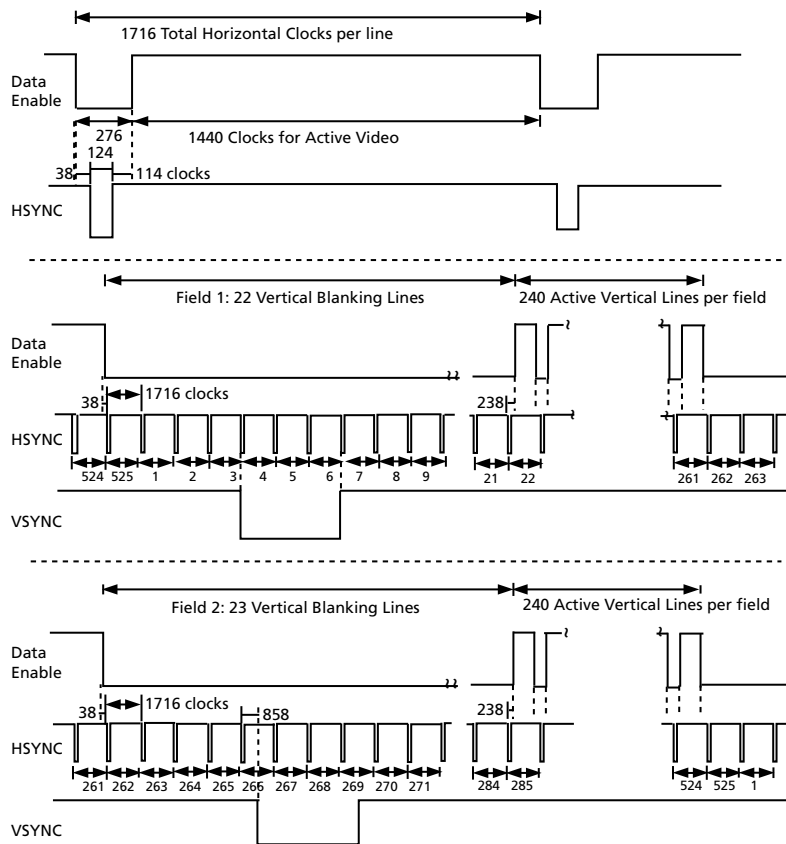 1716 Total Horizontal Clocks per line
Data
Enable
276
1440 Clocks for Active Video
124
38
114 clocks
HSYNC
Field 1: 22 Vertical Blanking Lines
240 Active Vertical Lines per field
Data
Enable
1716 clocks
38
238
HSYNC
524 525 1 2 3 4 5 6 7 8 9 21 22 261 262 263
VSYNC
Field 2: 23 Vertical Blanking Lines
240 Active Vertical Lines per field
Data
Enable
1716 clocks
38
858
238
HSYNC
261 262 263 264 265 266 267 268 269 270 271 284 285 524 525 1
VSYNC